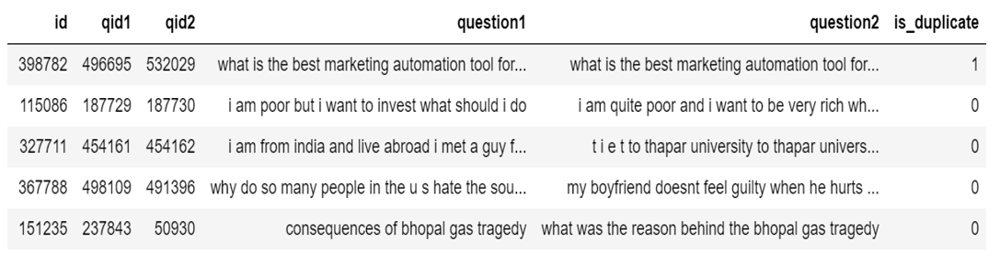 id qid1 qid2 question1 question2 is_duplicate
398782 496695 532029 what is the best marketing automation tool for... what is the best marketing automation tool for... 1
115086 187729 187730 i am poor but i want to invest what should i do i am quite poor and i want to be very rich wh... 0
327711 454161 454162 i am from india and live abroad i met a guy f... t i e t to thapar university to thapar univers... 0
367788 498109 491396 why do so many people in the u s hate the sou... my boyfriend doesnt feel guilty when he hurts ... 0
151235 237843 50930 consequences of bhopal gas tragedy what was the reason behind the bhopal gas tragedy 0